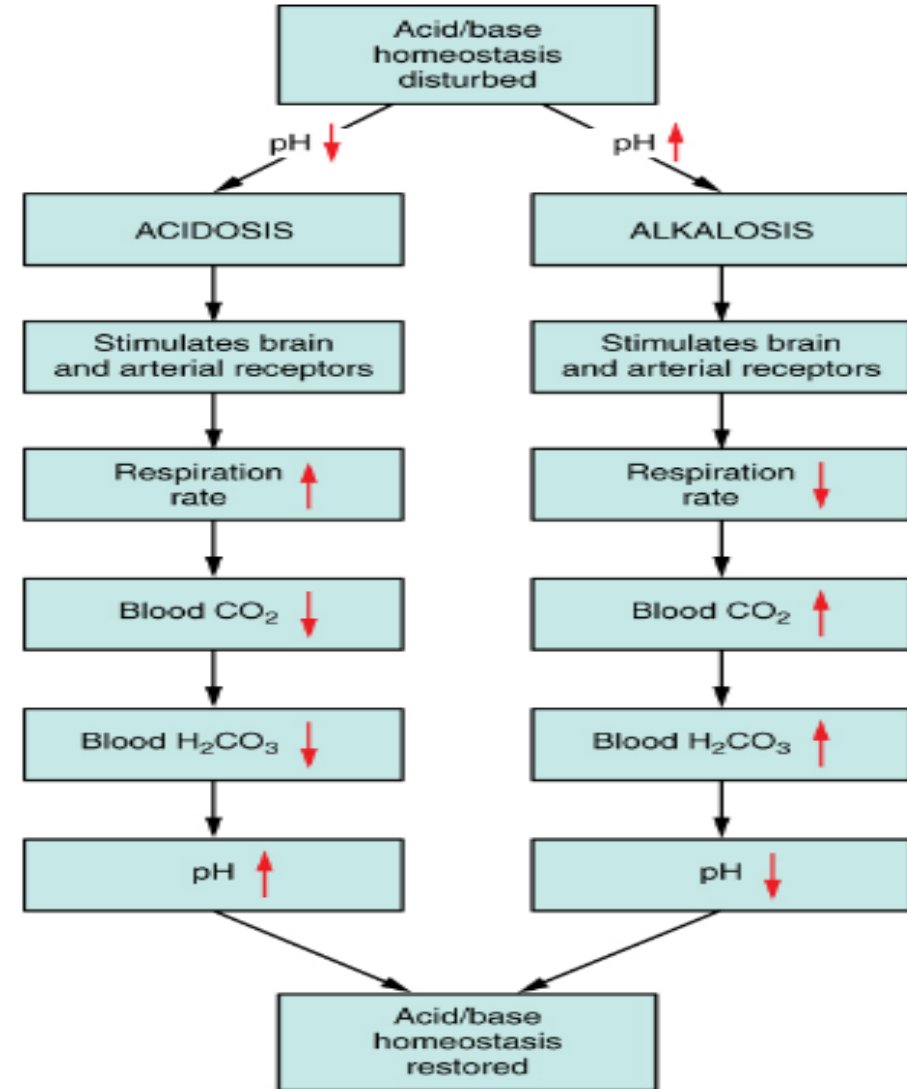 Acid/base
homeostasis
disturbed
pH ↓
pH ↑
ACIDOSIS
ALKALOSIS
Stimulates brain
and arterial receptors
Stimulates brain
and arterial receptors
Respiration ↑
rate
Respiration ↓
rate
Blood CO₂ ↓
Blood CO₂ ↑
Blood H₂CO₃ ↓
Blood H₂CO₃ ↑
pH ↑
pH ↓
Acid/base
homeostasis
restored